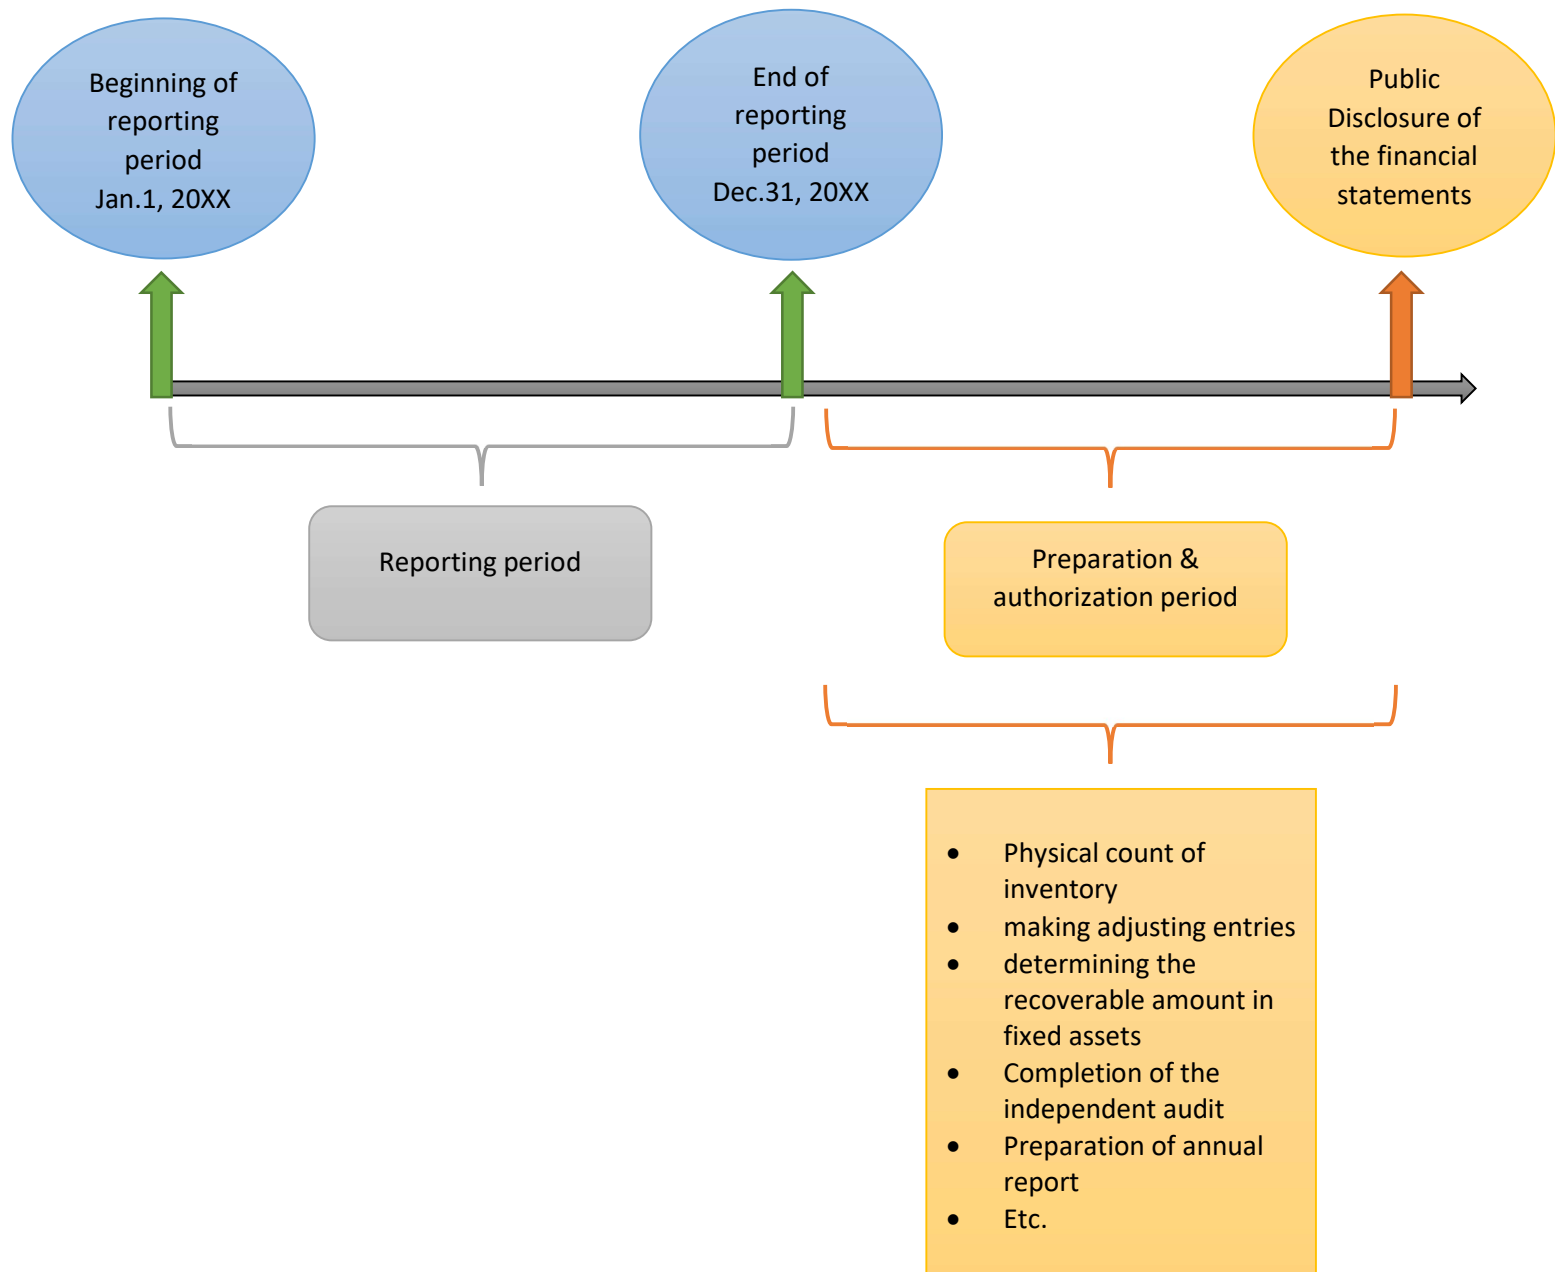 Beginning of
reporting
period
Jan.1, 20XX
End of
reporting
period
Dec.31, 20XX
Public
Disclosure of
the financial
statements
Reporting period
Preparation &
authorization period
• Physical count of
inventory
• making adjusting entries
• determining the
recoverable amount in
fixed assets
• Completion of the
independent audit
• Preparation of annual
report
• Etc.